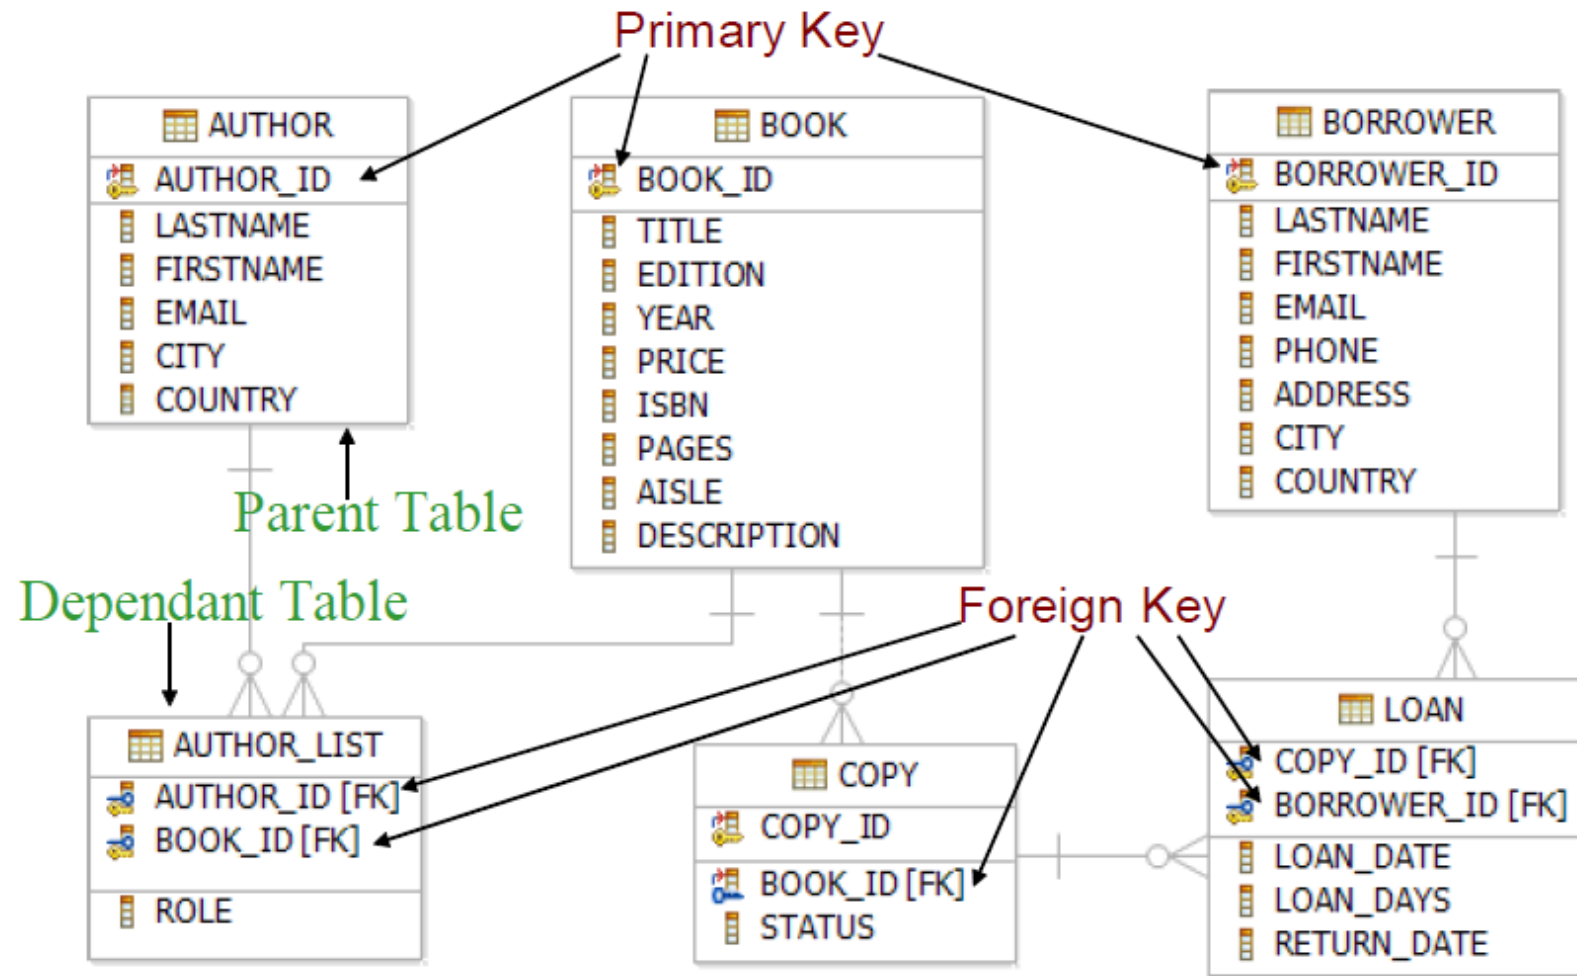 Primary Key
AUTHOR
AUTHOR_ID
LASTNAME
FIRSTNAME
EMAIL
CITY
COUNTRY
BOOK
BOOK_ID
TITLE
EDITION
YEAR
PRICE
ISBN
PAGES
AISLE
DESCRIPTION
BORROWER
BORROWER_ID
LASTNAME
FIRSTNAME
EMAIL
PHONE
ADDRESS
CITY
COUNTRY
Parent Table
Dependant Table
Foreign Key
AUTHOR_LIST
AUTHOR_ID [FK]
BOOK_ID [FK]
ROLE
COPY
COPY_ID
BOOK_ID [FK]
STATUS
LOAN
COPY_ID [FK]
BORROWER_ID [FK]
LOAN_DATE
LOAN_DAYS
RETURN_DATE